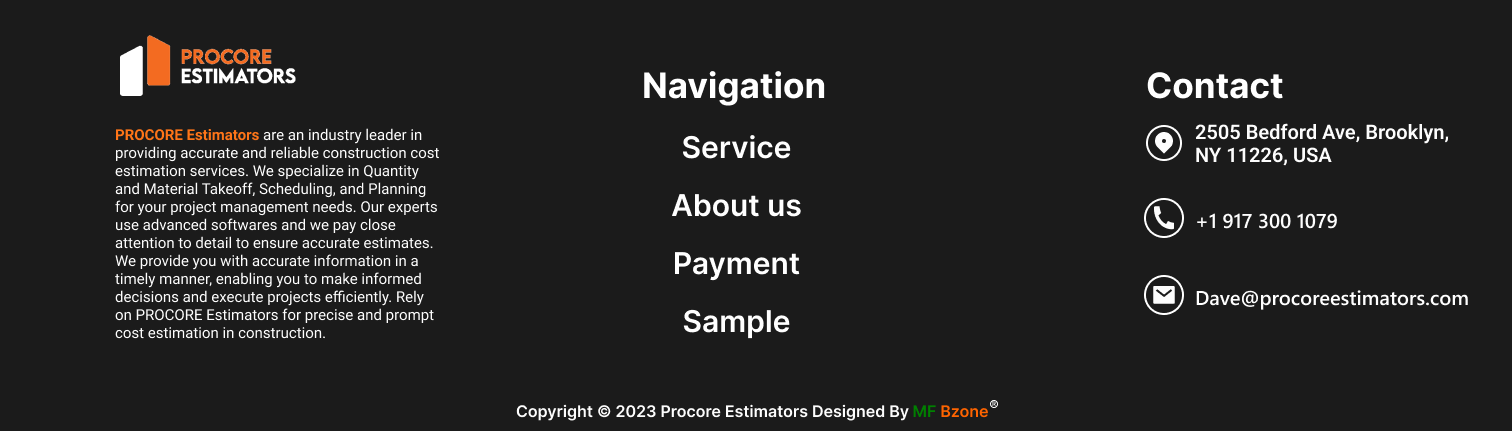 PROCORE
ESTIMATORS
PROCORE Estimators are an industry leader in
providing accurate and reliable construction cost
estimation services. We specialize in Quantity
and Material Takeoff, Scheduling, and Planning
for your project management needs. Our experts
use advanced softwares and we pay close
attention to detail to ensure accurate estimates.
We provide you with accurate information in a
timely manner, enabling you to make informed
decisions and execute projects efficiently. Rely
on PROCORE Estimators for precise and prompt
cost estimation in construction.
Navigation
Service
About us
Payment
Sample
Contact
2505 Bedford Ave, Brooklyn,
NY 11226, USA
+1 917 300 1079
Dave@procoreestimators.com
Copyright © 2023 Procore Estimators Designed By MF Bzone®